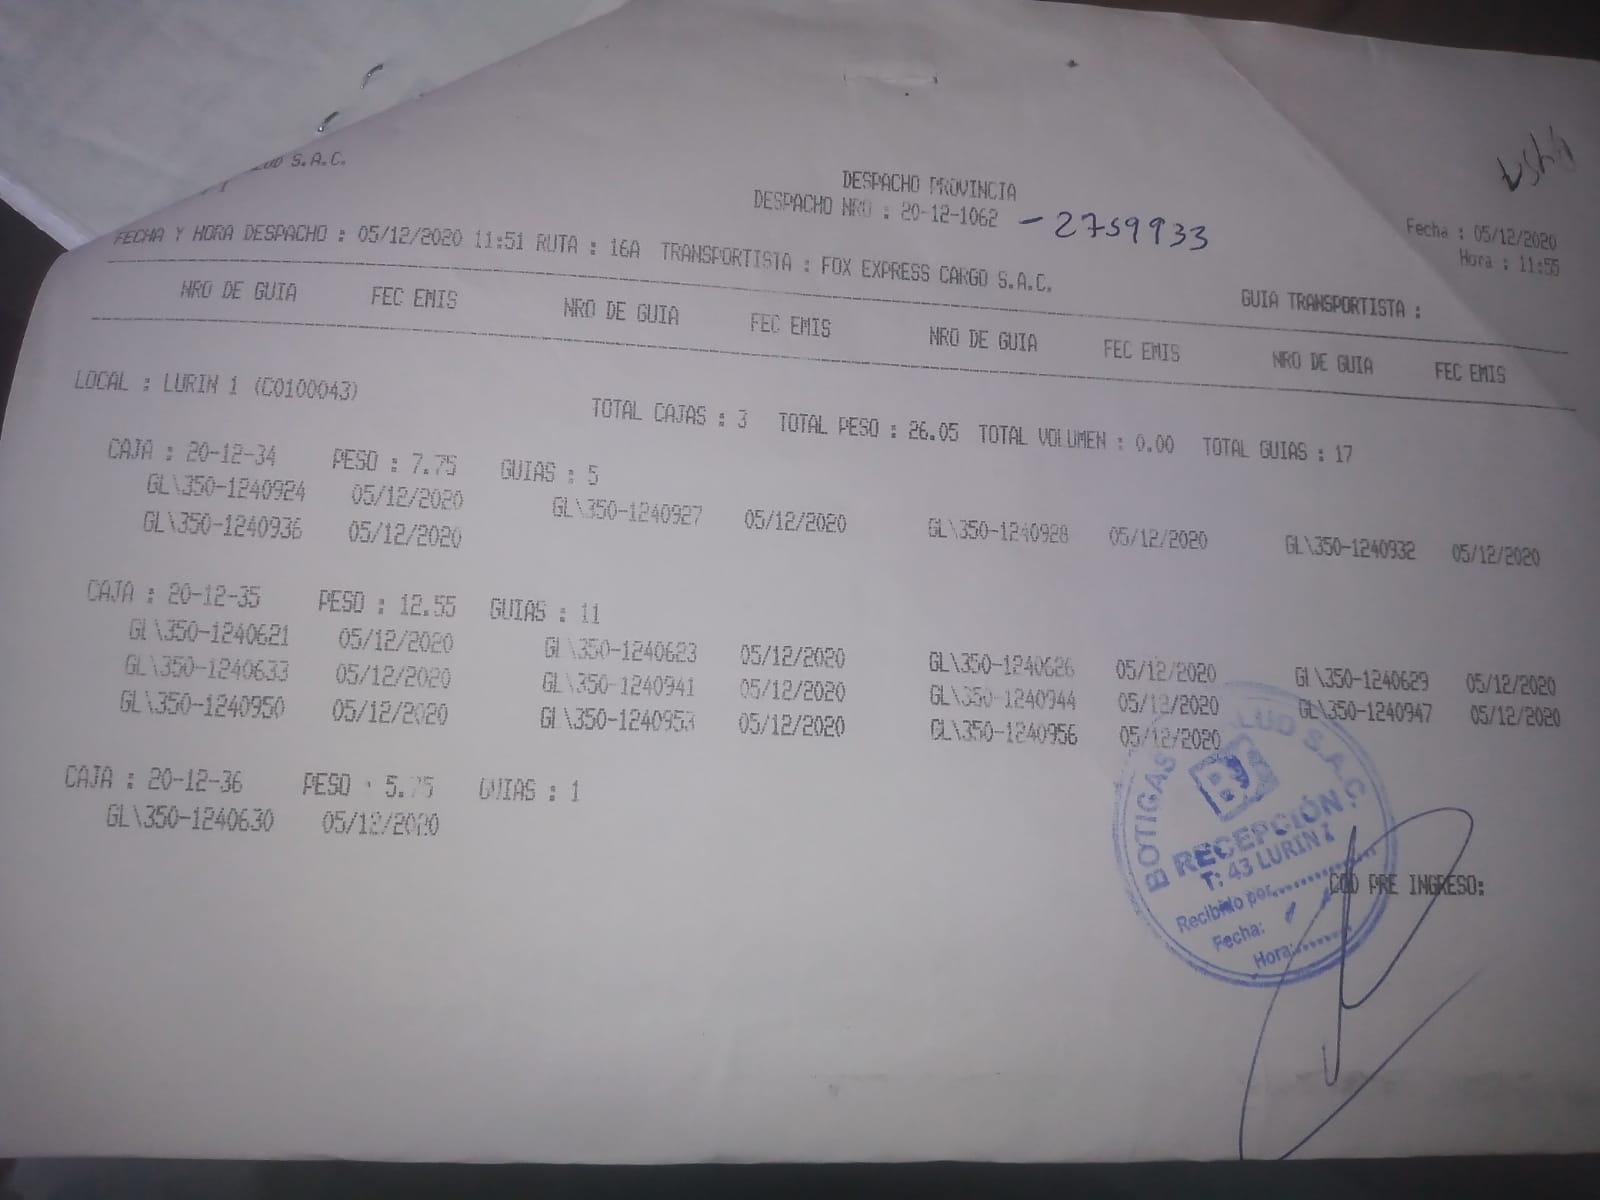 S.A.C.
DESPACHO PROVINCIA
DESPACHO NRO : 20-12-1062 - 2759933
Fecha : 05/12/2020
Hora : 11:55
FECHA Y HORA DESPACHO : 05/12/2020 11:51 RUTA : 16A TRANSPORTISTA : FOX EXPRESS CARGO S.A.C.
GUIA TRANSPORTISTA :
NRO DE GUIA FEC EMIS NRO DE GUIA FEC EMIS NRO DE GUIA FEC EMIS NRO DE GUIA FEC EMIS
LOCAL : LURIN 1 (C0100043) TOTAL CAJAS : 3 TOTAL PESO : 26.05 TOTAL VOLUMEN : 0.00 TOTAL GUIAS : 17
CAJA : 20-12-34 PESO : 7.75 GUIAS : 5
GL\350-1240924 05/12/2020 GL\350-1240927 05/12/2020 GL\350-1240928 05/12/2020 GL\350-1240932 05/12/2020
GL\350-1240936 05/12/2020
CAJA : 20-12-35 PESO : 12.55 GUIAS : 11
GL\350-1240621 05/12/2020 GL\350-1240623 05/12/2020 GL\350-1240626 05/12/2020 GL\350-1240629 05/12/2020
GL\350-1240633 05/12/2020 GL\350-1240941 05/12/2020 GL\350-1240944 05/12/2020 GL\350-1240947 05/12/2020
GL\350-1240950 05/12/2020 GL\350-1240953 05/12/2020 GL\350-1240956 05/12/2020
CAJA : 20-12-36 PESO : 5.75 GUIAS : 1
GL\350-1240630 05/12/2020
BOTICAS SALUD S.A.C.
RECEPCIÓN
T: 43 LURIN I
Recibido por
Fecha:
Hora:
COD PRE INGRESO: